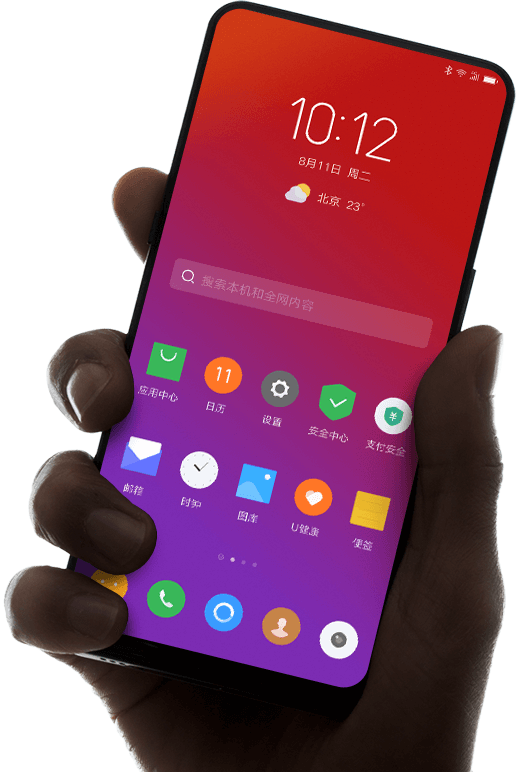 10:12
8月11日 周二
北京 23°
搜索本机和全网内容
11
¥
应用中心 日历 设置 安全中心 支付安全
邮箱 时钟 图库 U健康 便签